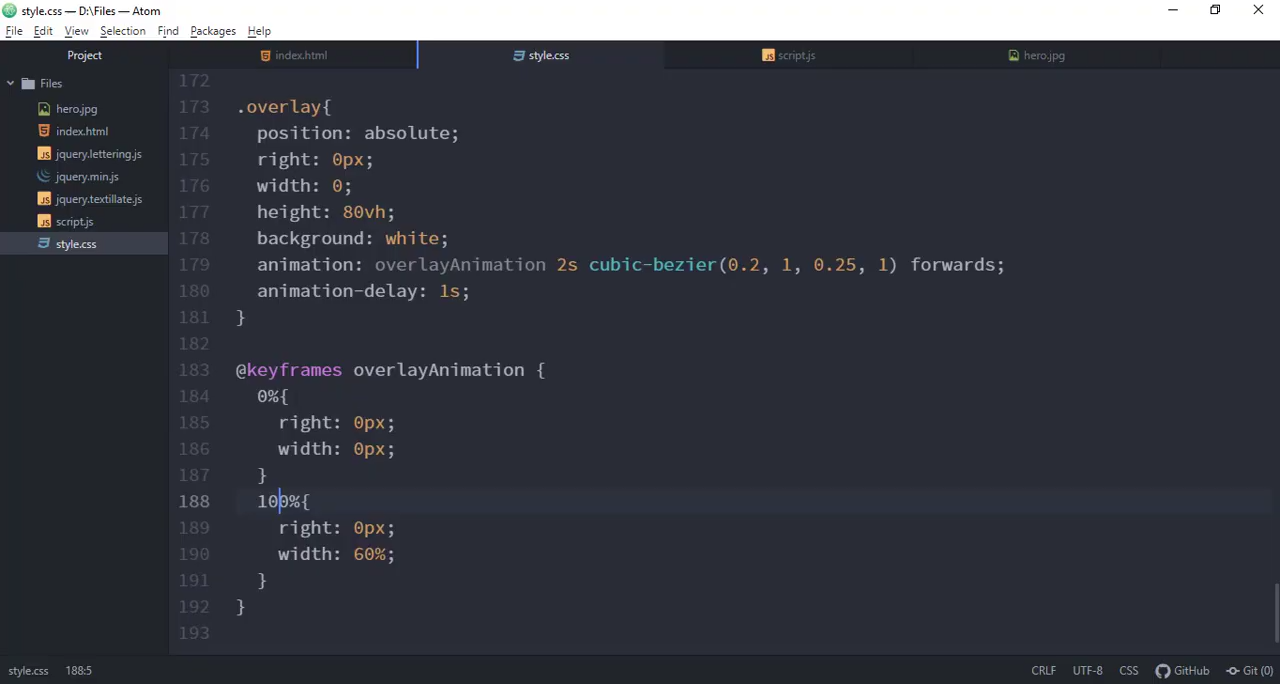 style.css — D:\Files — Atom
File Edit View Selection Find Packages Help
Project
index.html
style.css
script.js
hero.jpg
Files
hero.jpg
index.html
jquery.lettering.js
jquery.min.js
jquery.textillate.js
script.js
style.css
172
173 .overlay{
174 position: absolute;
175 right: 0px;
176 width: 0;
177 height: 80vh;
178 background: white;
179 animation: overlayAnimation 2s cubic-bezier(0.2, 1, 0.25, 1) forwards;
180 animation-delay: 1s;
181 }
182
183 @keyframes overlayAnimation {
184 0%{
185 right: 0px;
186 width: 0px;
187 }
188 100%{
189 right: 0px;
190 width: 60%;
191 }
192 }
193
style.css 188:5 CRLF UTF-8 CSS GitHub Git (0)